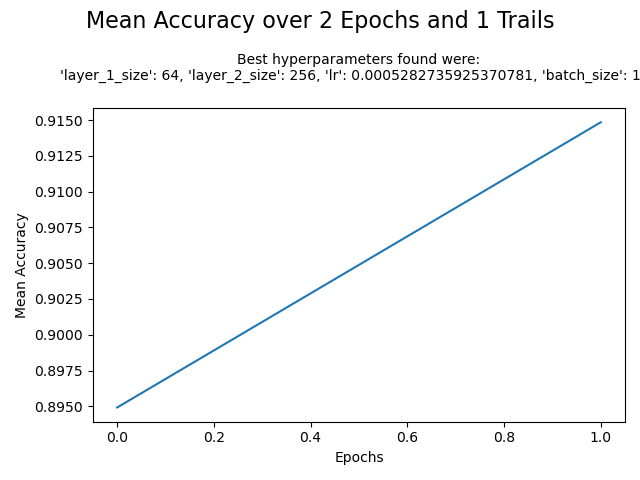 Mean Accuracy over 2 Epochs and 1 Trails
Best hyperparameters found were:
'layer_1_size': 64, 'layer_2_size': 256, 'lr': 0.0005282735925370781, 'batch_size': 1
0.9150
0.9125
0.9100
0.9075
0.9050
0.9025
0.9000
0.8975
0.8950
Mean Accuracy
0.0 0.2 0.4 0.6 0.8 1.0
Epochs